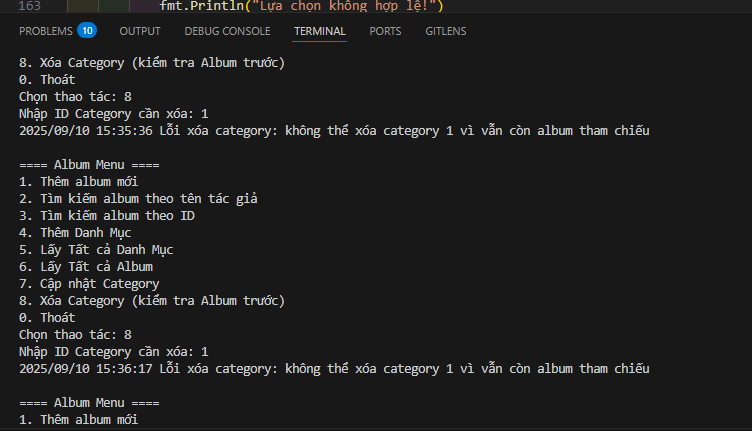 163 fmt.Println("Lựa chọn không hợp lệ!")
PROBLEMS 10 OUTPUT DEBUG CONSOLE TERMINAL PORTS GITLENS
8. Xóa Category (kiểm tra Album trước)
0. Thoát
Chọn thao tác: 8
Nhập ID Category cần xóa: 1
2025/09/10 15:35:36 Lỗi xóa category: không thể xóa category 1 vì vẫn còn album tham chiếu
==== Album Menu ====
1. Thêm album mới
2. Tìm kiếm album theo tên tác giả
3. Tìm kiếm album theo ID
4. Thêm Danh Mục
5. Lấy Tất cả Danh Mục
6. Lấy Tất cả Album
7. Cập nhật Category
8. Xóa Category (kiểm tra Album trước)
0. Thoát
Chọn thao tác: 8
Nhập ID Category cần xóa: 1
2025/09/10 15:36:17 Lỗi xóa category: không thể xóa category 1 vì vẫn còn album tham chiếu
==== Album Menu ====
1. Thêm album mới